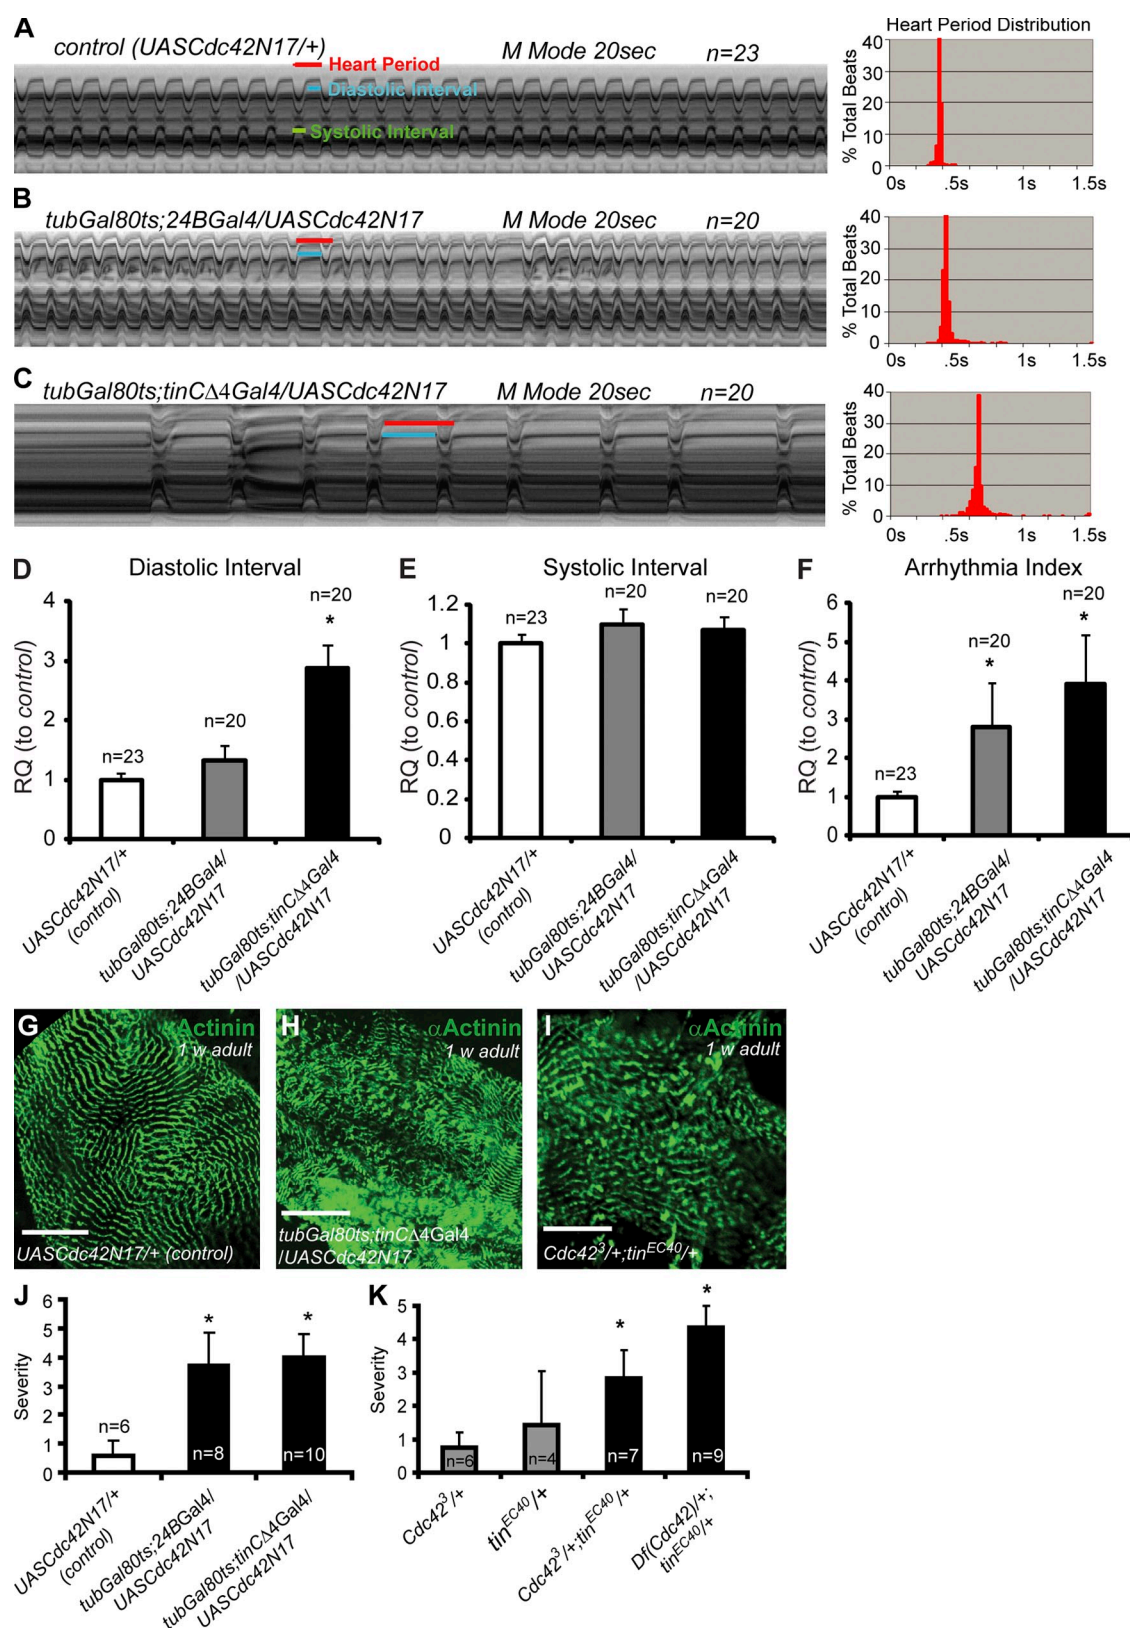 A
control (UASCdc42N17/+)
M Mode 20sec
n=23
Heart Period
Diastolic Interval
Systolic Interval
Heart Period Distribution
% Total Beats
40
30
20
10
0
0s
.5s
1s
1.5s
B
tubGal80ts;24BGal4/UASCdc42N17
M Mode 20sec
n=20
% Total Beats
40
30
20
10
0
0s
.5s
1s
1.5s
C
tubGal80ts;tinCΔ4Gal4/UASCdc42N17
M Mode 20sec
n=20
% Total Beats
40
30
20
10
0
0s
.5s
1s
1.5s
D
Diastolic Interval
RQ (to control)
4
3
2
1
0
n=23
n=20
n=20
*
UASCdc42N17/+
(control)
tubGal80ts;24BGal4/
UASCdc42N17
tubGal80ts;tinCΔ4Gal4
/UASCdc42N17
E
Systolic Interval
RQ (to control)
1.2
1
0.8
0.6
0.4
0.2
0
n=23
n=20
n=20
UASCdc42N17/+
(control)
tubGal80ts;24BGal4/
UASCdc42N17
tubGal80ts;tinCΔ4Gal4
/UASCdc42N17
F
Arrhythmia Index
RQ (to control)
6
5
4
3
2
1
0
n=23
n=20
*
n=20
*
UASCdc42N17/+
(control)
tubGal80ts;24BGal4/
UASCdc42N17
tubGal80ts;tinCΔ4Gal4
/UASCdc42N17
G
αActinin
1 w adult
UASCdc42N17/+ (control)
H
αActinin
1 w adult
tubGal80ts;tinCΔ4Gal4
/UASCdc42N17
I
αActinin
1 w adult
Cdc42³/+;tinᴱᶜ⁴⁰/+
J
Severity
6
5
4
3
2
1
0
n=6
*
n=8
*
n=10
UASCdc42N17/+
(control)
tubGal80ts;24BGal4/
UASCdc42N17
tubGal80ts;tinCΔ4Gal4/
UASCdc42N17
K
Severity
5
4
3
2
1
0
n=6
n=4
*
n=7
*
n=9
Cdc42³/+
tinᴱᶜ⁴⁰/+
Cdc42³/+;tinᴱᶜ⁴⁰/+
Df(Cdc42)/+;
tinᴱᶜ⁴⁰/+